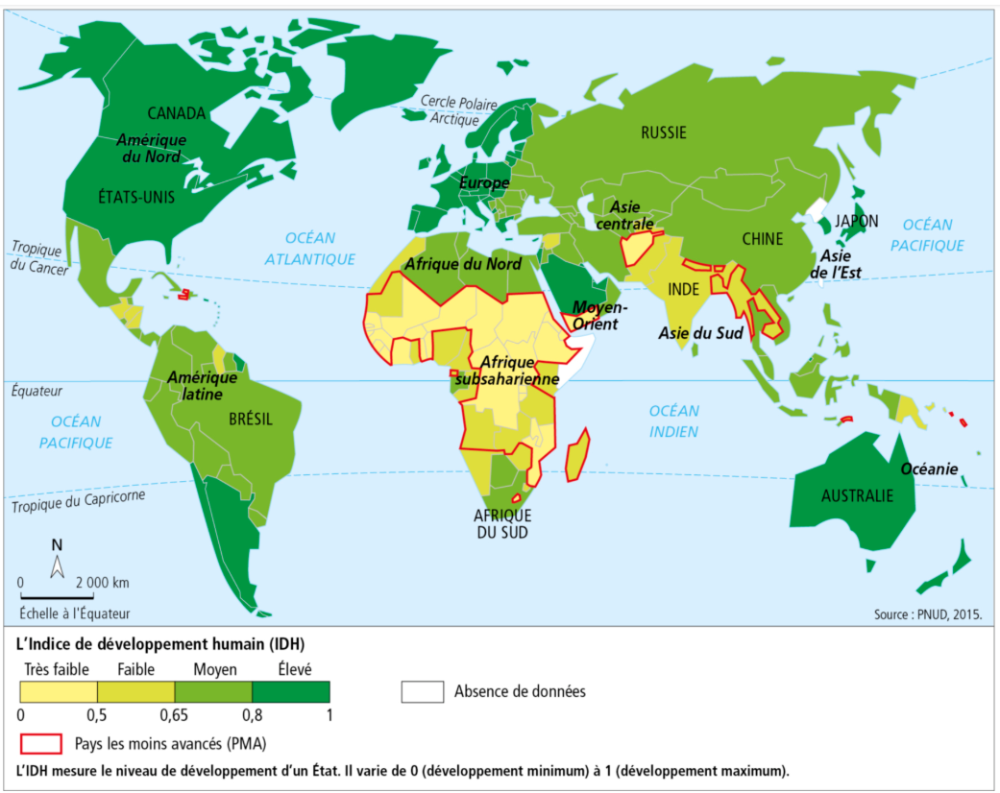 CANADA
Amérique
du Nord
ÉTATS-UNIS
Cercle Polaire
Arctique
Europe
RUSSIE
Asie
centrale
CHINE
JAPON
Asie
de l'Est
OCÉAN
PACIFIQUE
OCÉAN
ATLANTIQUE
Tropique
du Cancer
Afrique du Nord
Moyen-
Orient
INDE
Asie du Sud
Afrique
subsaharienne
Amérique
latine
BRÉSIL
Équateur
OCÉAN
PACIFIQUE
OCÉAN
INDIEN
Océanie
AUSTRALIE
Tropique du Capricorne
AFRIQUE
DU SUD
N
0 2 000 km
Échelle à l'Équateur
Source : PNUD, 2015.
L'Indice de développement humain (IDH)
Très faible Faible Moyen Élevé
0 0,5 0,65 0,8 1
Absence de données
Pays les moins avancés (PMA)
L'IDH mesure le niveau de développement d'un État. Il varie de 0 (développement minimum) à 1 (développement maximum).